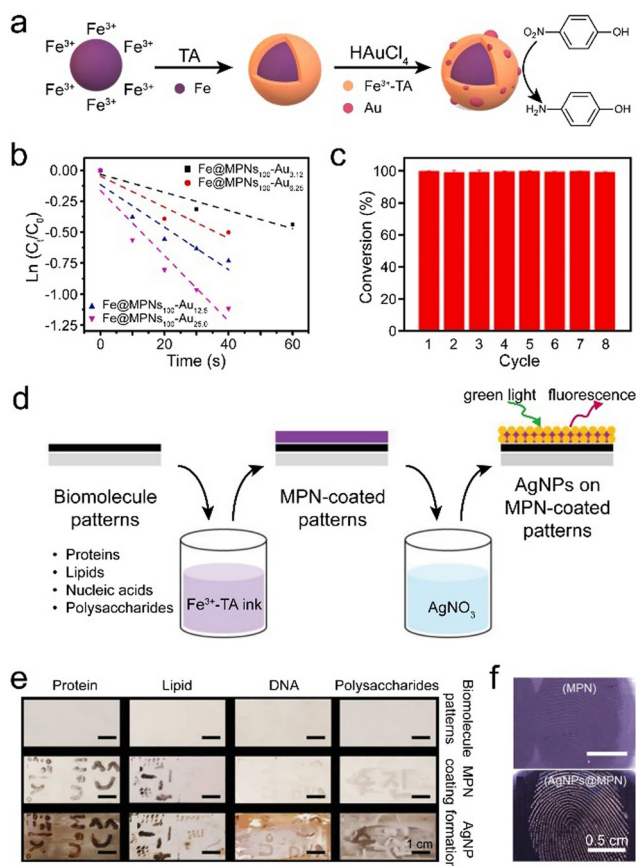 a
Fe³⁺
Fe³⁺ Fe³⁺
Fe³⁺ Fe³⁺
Fe³⁺
TA
Fe
HAuCl₄
Fe³⁺-TA
Au
O₂N
OH
H₂N
OH
b
Ln (Cₜ/C₀)
0.00
-0.25
-0.50
-0.75
-1.00
-1.25
Fe@MPNs₁₀₀-Au₃.₁₂
Fe@MPNs₁₀₀-Au₆.₂₅
Fe@MPNs₁₀₀-Au₁₂.₅
Fe@MPNs₁₀₀-Au₂₅.₀
0 20 40 60
Time (s)
c
Conversion (%)
100
80
60
40
20
0
1 2 3 4 5 6 7 8
Cycle
d
green light fluorescence
Biomolecule
patterns
• Proteins
• Lipids
• Nucleic acids
• Polysaccharides
Fe³⁺-TA ink
MPN-coated
patterns
AgNO₃
AgNPs on
MPN-coated
patterns
e
Protein Lipid DNA Polysaccharides
Biomolecule
patterns
MPN
coating
AgNP
formation
1 cm
f
(MPN)
(AgNPs@MPN)
0.5 cm